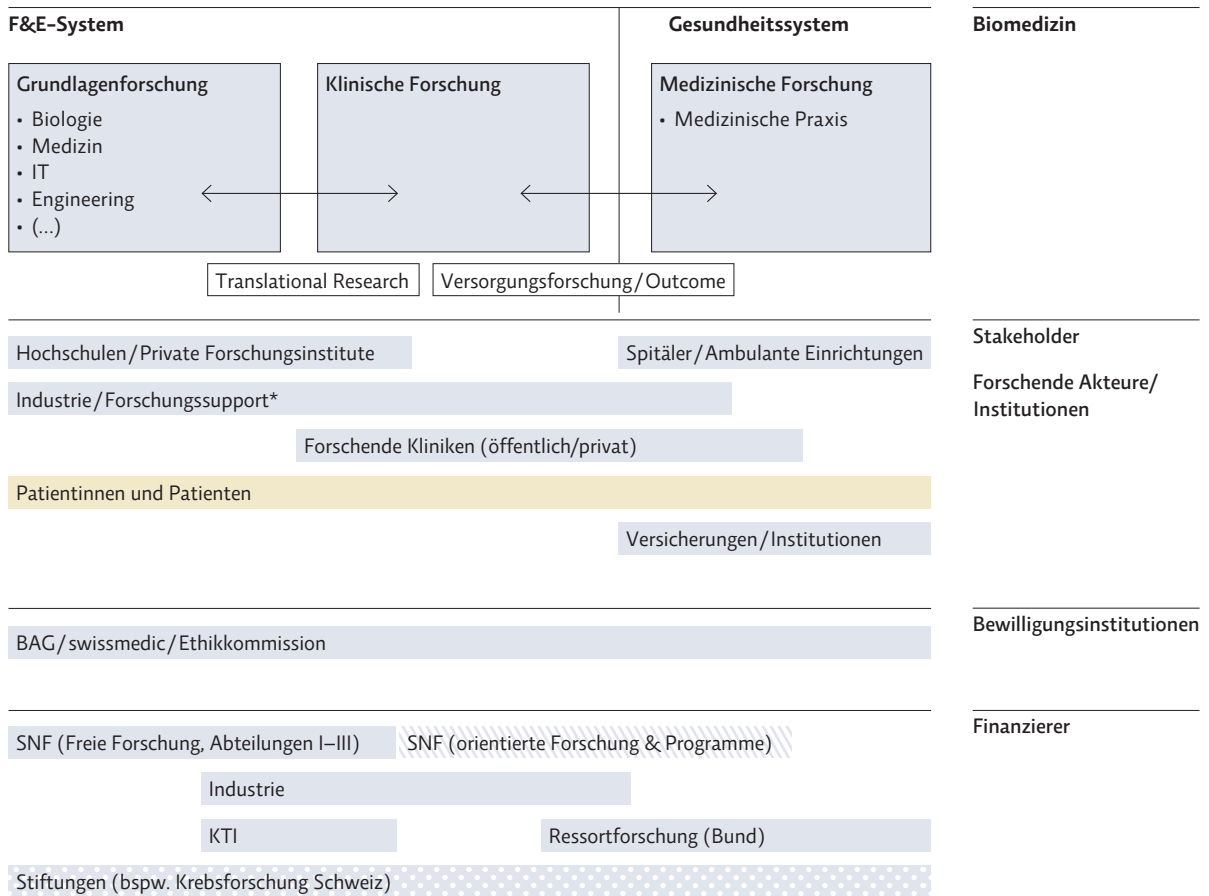 F&E-System
Gesundheitssystem
Biomedizin
Grundlagenforschung
• Biologie
• Medizin
• IT
• Engineering
• (…)
Klinische Forschung
Medizinische Forschung
• Medizinische Praxis
Translational Research
Versorgungsforschung/Outcome
Stakeholder
Forschende Akteure/
Institutionen
Hochschulen/Private Forschungsinstitute
Spitäler/Ambulante Einrichtungen
Industrie/Forschungssupport*
Forschende Kliniken (öffentlich/privat)
Patientinnen und Patienten
Versicherungen/Institutionen
Bewilligungsinstitutionen
BAG/swissmedic/Ethikkommission
Finanzierer
SNF (Freie Forschung, Abteilungen I–III)
SNF (orientierte Forschung & Programme)
Industrie
KTI
Ressortforschung (Bund)
Stiftungen (bspw. Krebsforschung Schweiz)